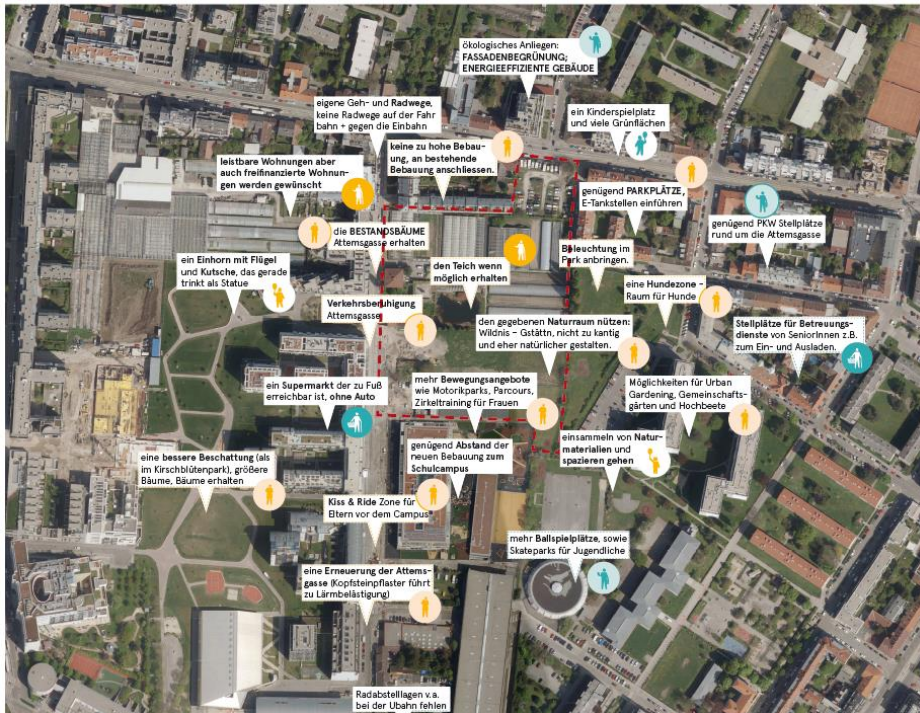 ökologisches Anliegen:
FASSADENBEGRÜNUNG;
ENERGIEEFFIZIENTE GEBÄUDE
eigene Geh- und Radwege,
keine Radwege auf der Fahr
bahn + gegen die Einbahn
ein Kinderspielplatz
und viele Grünflächen
keine zu hohe Bebau-
ung, an bestehende
Bebauung anschliessen.
leistbare Wohnungen aber
auch freifinanzierte Wohnun-
gen werden gewünscht
genügend PARKPLÄTZE,
E-Tankstellen einführen
genügend PKW Stellplätze
rund um die Attemsgasse
die BESTANDSBÄUME
Attemsgasse erhalten
Beleuchtung im
Park anbringen.
ein Einhorn mit Flügel
und Kutsche, das gerade
trinkt als Statue
den Teich wenn
möglich erhalten
eine Hundezone –
Raum für Hunde
Verkehrsberuhigung
Attemsgasse
den gegebenen Naturraum nützen:
Wildnis – Gstättn, nicht zu kantig
und eher natürlicher gestalten.
Stellplätze für Betreuungs-
dienste von SeniorInnen z.B.
zum Ein- und Ausladen.
ein Supermarkt der zu Fuß
erreichbar ist, ohne Auto
mehr Bewegungsangebote
wie Motorikparks, Parcours,
Zirkeltraining für Frauen
Möglichkeiten für Urban
Gardening, Gemeinschafts-
gärten und Hochbeete
eine bessere Beschattung (als
im Kirschblütenpark), größere
Bäume, Bäume erhalten
genügend Abstand der
neuen Bebauung zum
Schulcampus
einsammeln von Natur-
materialien und
spazieren gehen
Kiss & Ride Zone für
Eltern vor dem Campus
mehr Ballspielplätze, sowie
Skateparks für Jugendliche
eine Erneuerung der Attems-
gasse (Kopfsteinpflaster führt
zu Lärmbelästigung)
Radabstelllagen v.a.
bei der Ubahn fehlen